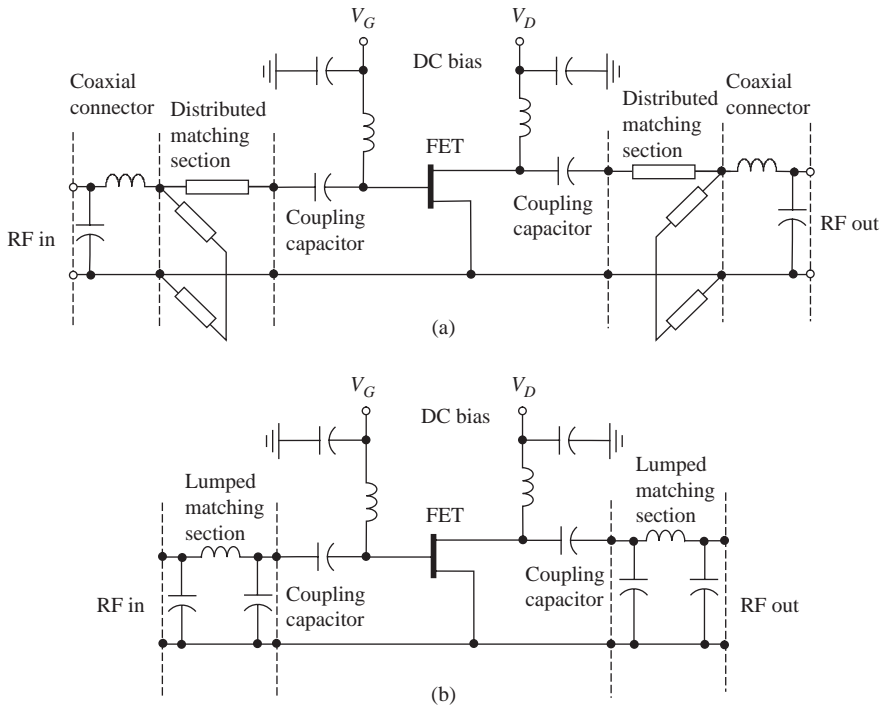 V_G
V_D
DC bias
Coaxial
connector
Distributed
matching
section
FET
Distributed
matching
section
Coaxial
connector
RF in
Coupling
capacitor
Coupling
capacitor
RF out
(a)
V_G
V_D
DC bias
Lumped
matching
section
FET
Lumped
matching
section
RF in
Coupling
capacitor
Coupling
capacitor
RF out
(b)